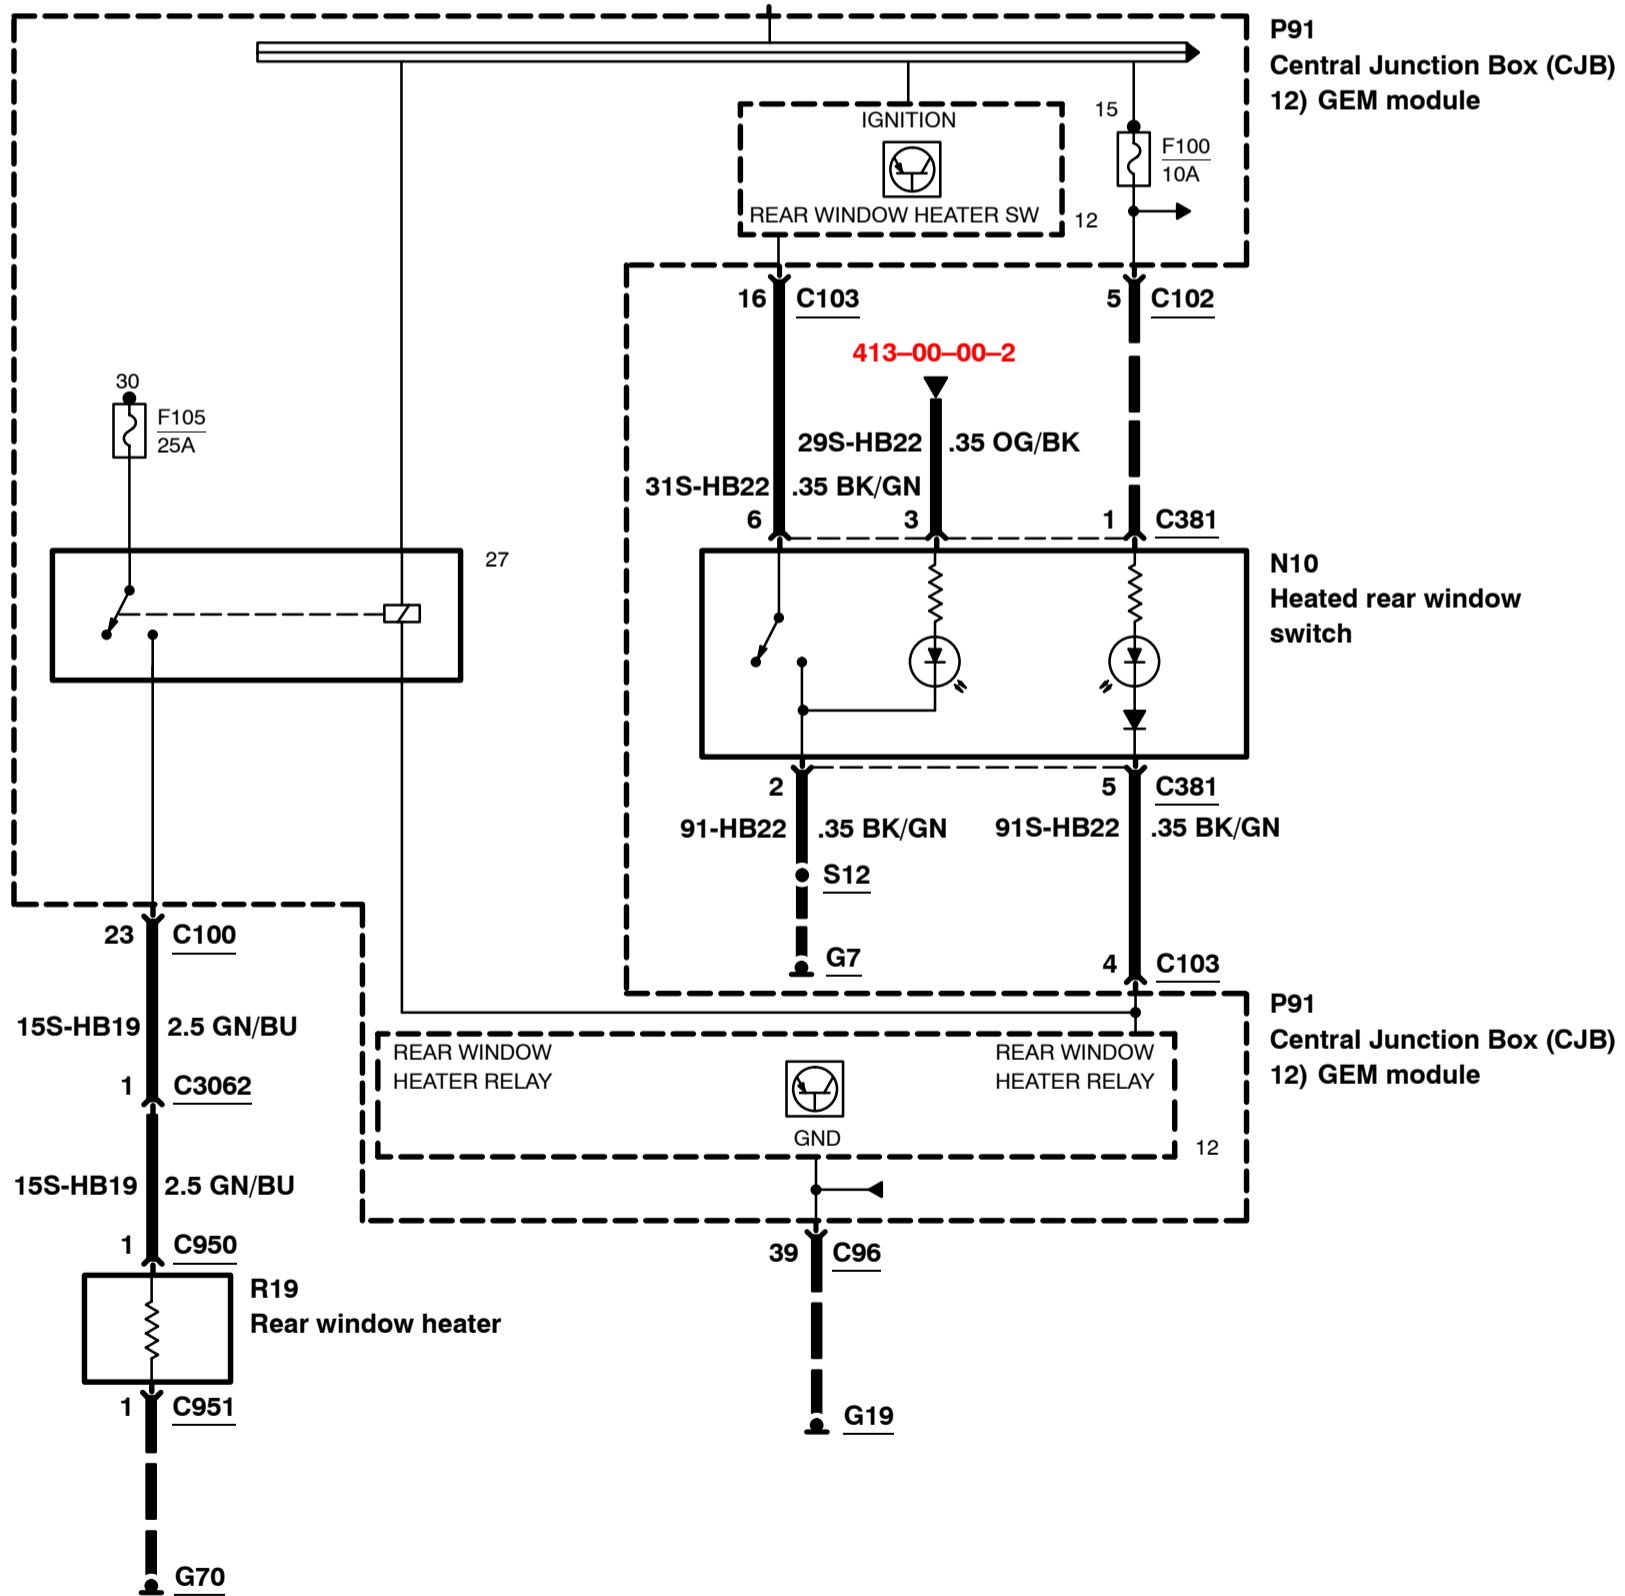 P91
Central Junction Box (CJB)
12) GEM module
IGNITION
REAR WINDOW HEATER SW
12
15
F100
10A
16 C103
5 C102
413–00–00–2
30
F105
25A
29S-HB22 .35 OG/BK
31S-HB22 .35 BK/GN
6
3
1 C381
27
N10
Heated rear window
switch
2
5 C381
91-HB22 .35 BK/GN
91S-HB22 .35 BK/GN
S12
G7
4 C103
23 C100
15S-HB19 2.5 GN/BU
1 C3062
15S-HB19 2.5 GN/BU
1 C950
R19
Rear window heater
1 C951
G70
P91
Central Junction Box (CJB)
12) GEM module
REAR WINDOW
HEATER RELAY
REAR WINDOW
HEATER RELAY
GND
12
39 C96
G19